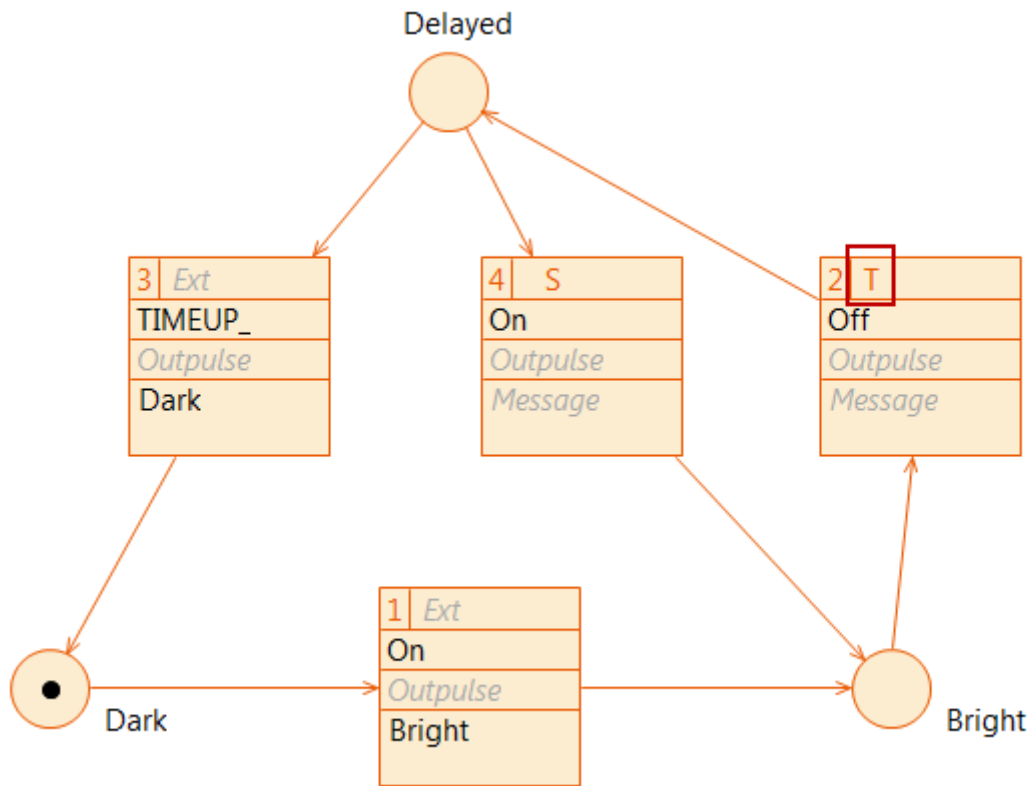 Delayed
3 Ext
TIMEUP_
Outpulse
Dark
4 S
On
Outpulse
Message
2 T
Off
Outpulse
Message
1 Ext
On
Outpulse
Bright
Dark
Bright